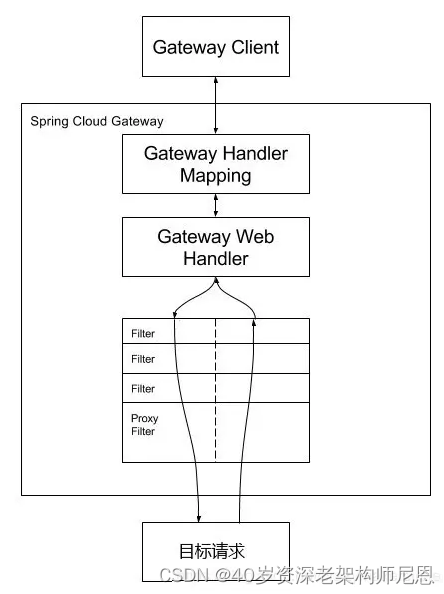 Gateway Client
Spring Cloud Gateway
Gateway Handler
Mapping
Gateway Web
Handler
Filter
Filter
Filter
Proxy
Filter
目标请求
CSDN @40岁资深老架构师尼恩